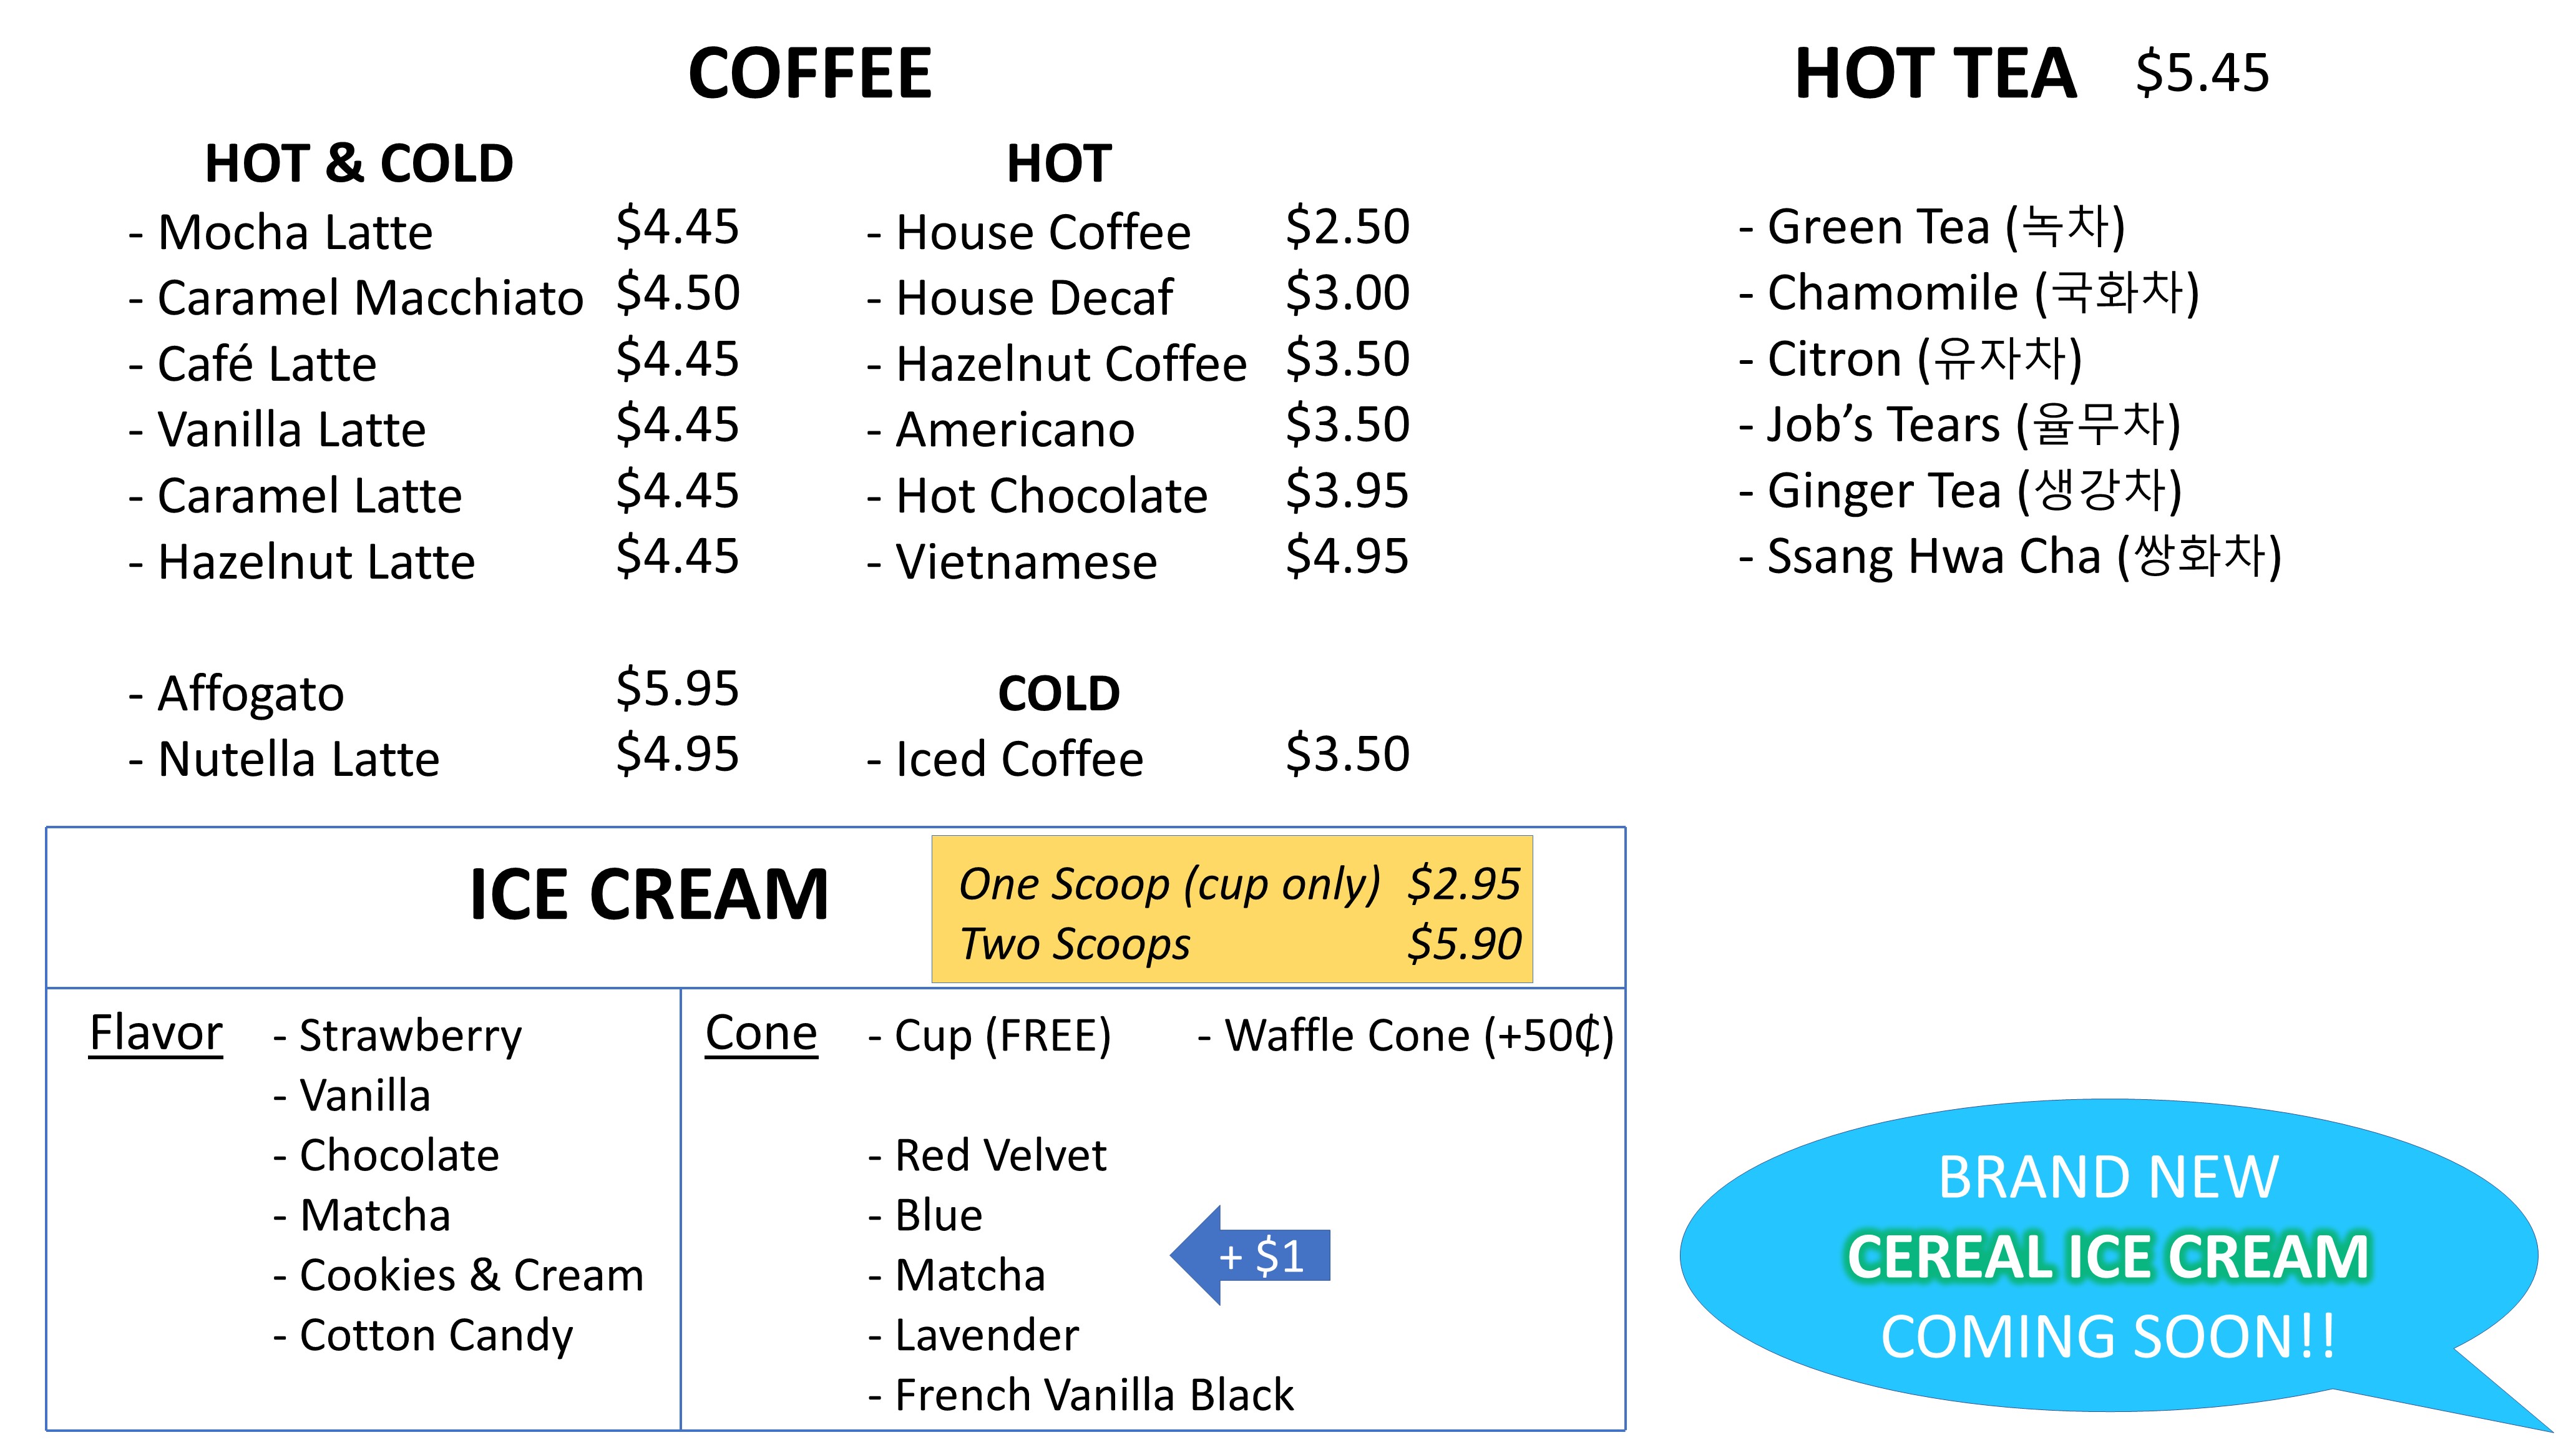 COFFEE
HOT & COLD
- Mocha Latte $4.45
- Caramel Macchiato $4.50
- Café Latte $4.45
- Vanilla Latte $4.45
- Caramel Latte $4.45
- Hazelnut Latte $4.45
- Affogato $5.95
- Nutella Latte $4.95
HOT
- House Coffee $2.50
- House Decaf $3.00
- Hazelnut Coffee $3.50
- Americano $3.50
- Hot Chocolate $3.95
- Vietnamese $4.95
COLD
- Iced Coffee $3.50
HOT TEA $5.45
- Green Tea (녹차)
- Chamomile (국화차)
- Citron (유자차)
- Job’s Tears (율무차)
- Ginger Tea (생강차)
- Ssang Hwa Cha (쌍화차)
ICE CREAM
One Scoop (cup only) $2.95
Two Scoops $5.90
Flavor
- Strawberry
- Vanilla
- Chocolate
- Matcha
- Cookies & Cream
- Cotton Candy
Cone
- Cup (FREE) - Waffle Cone (+50₵)
- Red Velvet
- Blue
- Matcha
- Lavender
- French Vanilla Black
+ $1
BRAND NEW
CEREAL ICE CREAM
COMING SOON!!